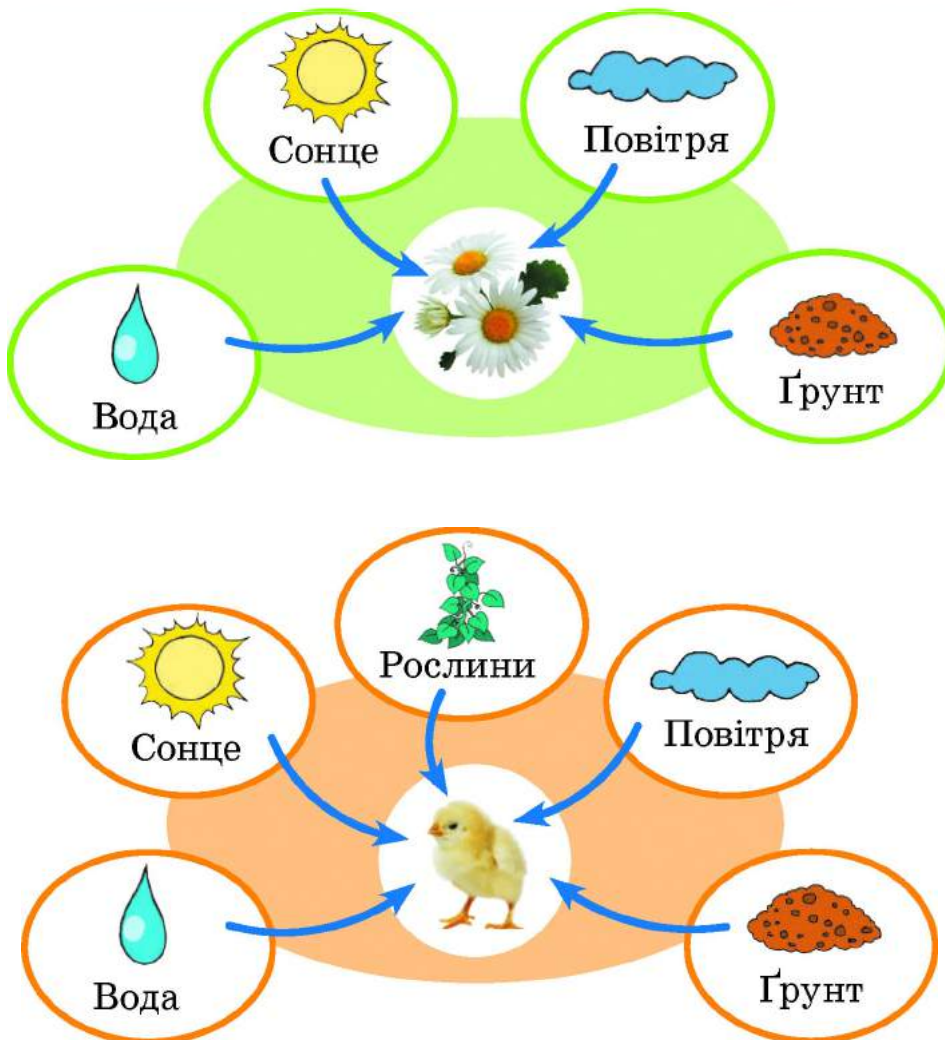 Сонце
Повітря
Вода
Ґрунт
Рослини
Сонце
Повітря
Вода
Ґрунт